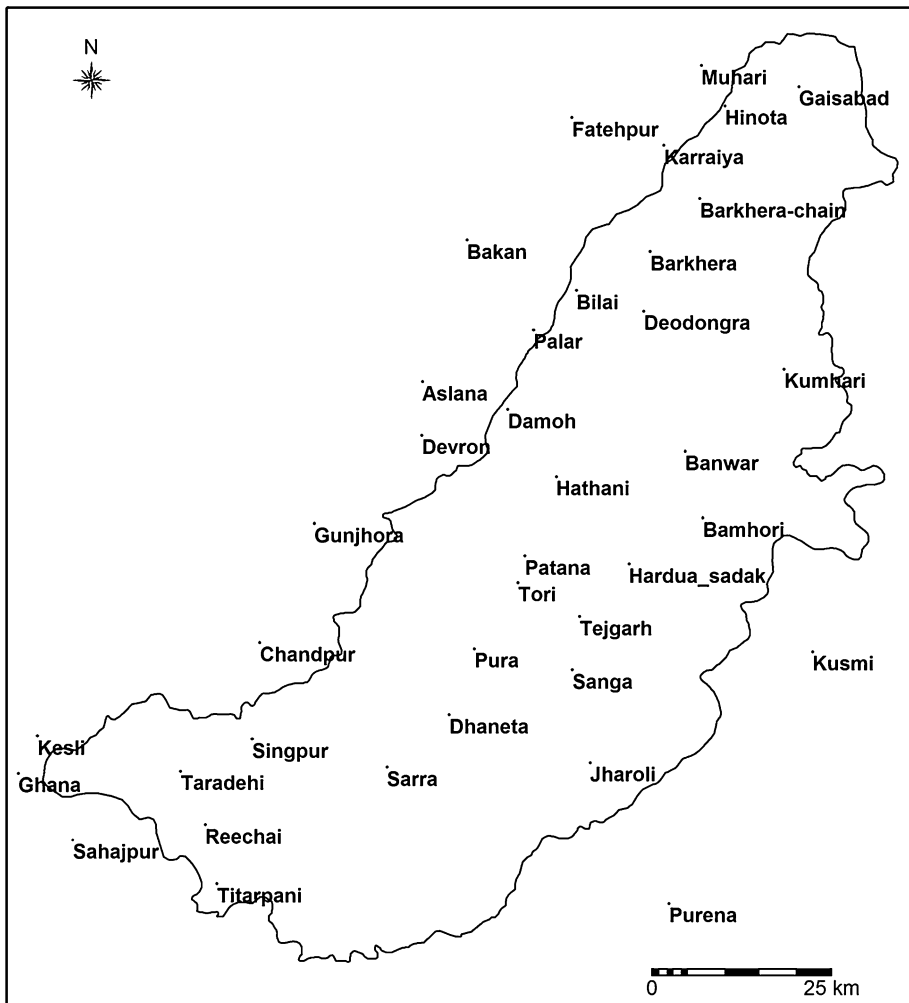 N
Muhari
Gaisabad
Hinota
Fatehpur
Karraiya
Barkhera-chain
Bakan
Barkhera
Bilai
Deodongra
Palar
Kumhari
Aslana
Damoh
Devron
Banwar
Hathani
Gunjhora
Bamhori
Patana
Hardua_sadak
Tori
Tejgarh
Chandpur
Pura
Kusmi
Sanga
Dhaneta
Kesli
Singpur
Jharoli
Ghana
Taradehi
Sarra
Reechai
Sahajpur
Titarpani
Purena
0 25 km